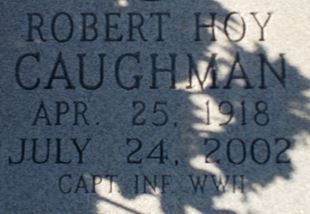 ROBERT HOY
CAUGHMAN
APR. 25, 1918
JULY 24, 2002
CAPT. INF. WWII